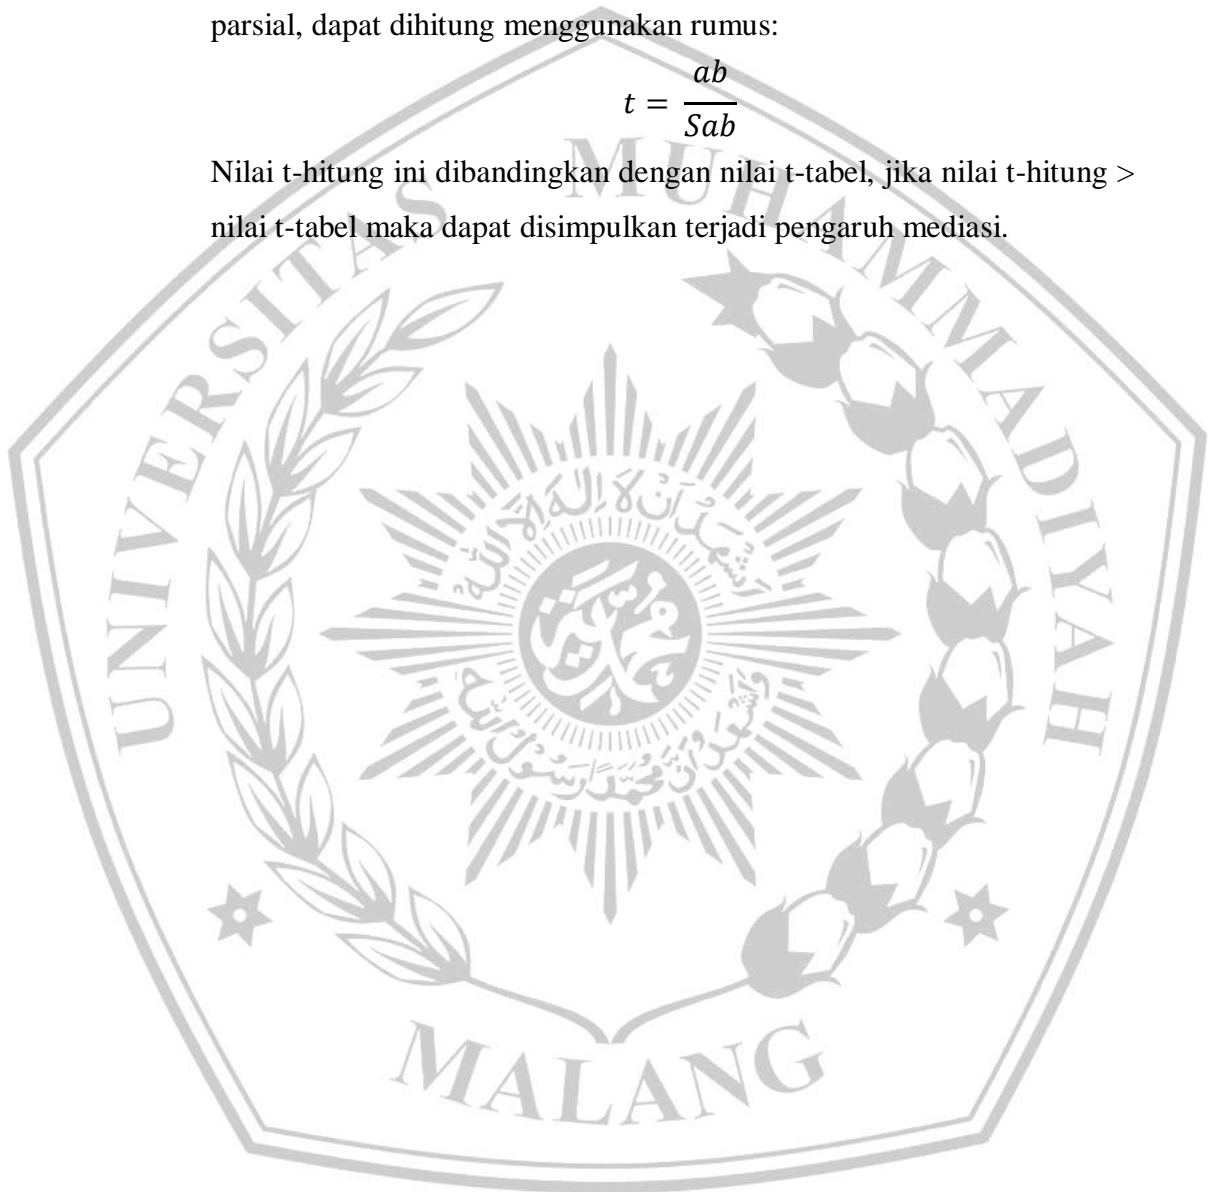 parsial, dapat dihitung menggunakan rumus:
t = ab / Sab
Nilai t-hitung ini dibandingkan dengan nilai t-tabel, jika nilai t-hitung >
nilai t-tabel maka dapat disimpulkan terjadi pengaruh mediasi.
UNIVERSITAS MUHAMMADIYAH
MALANG